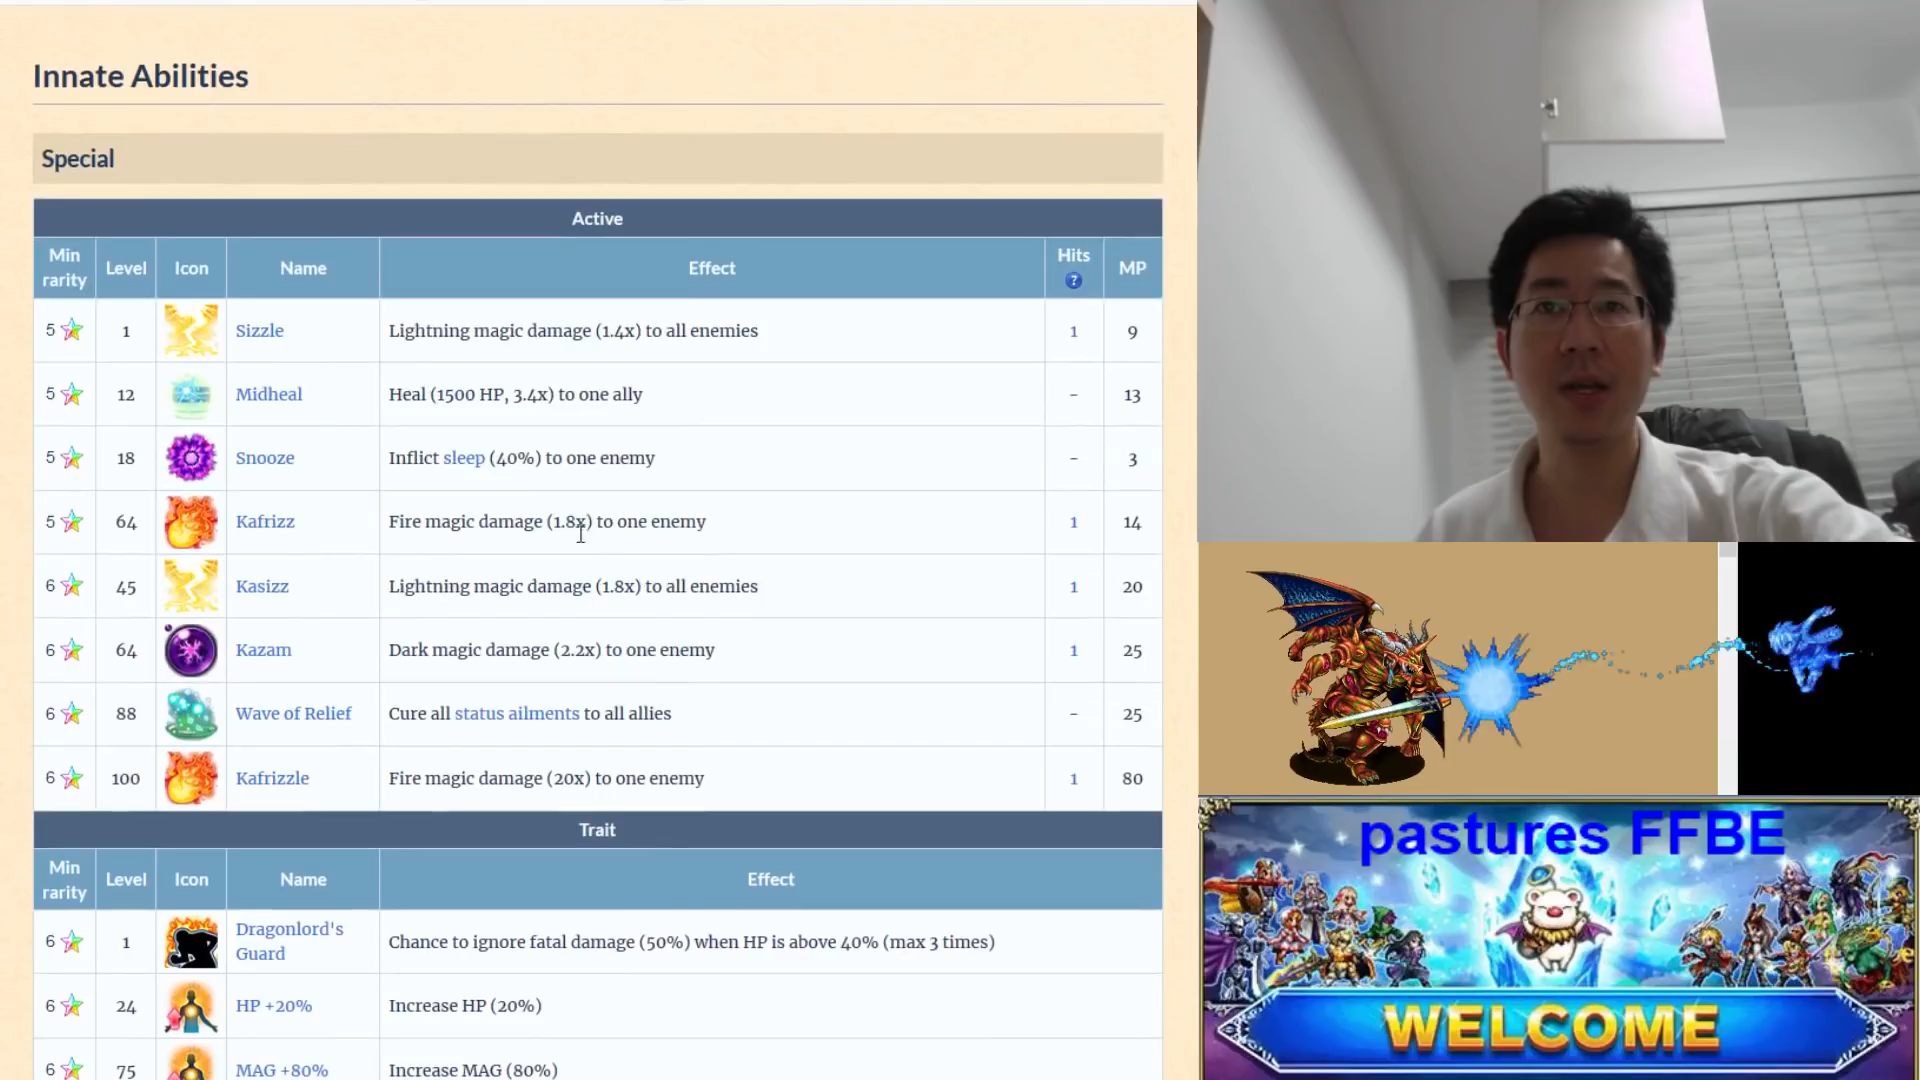 Innate Abilities
Special
Active
Min rarity Level Icon Name Effect Hits ? MP
5 1 Sizzle Lightning magic damage (1.4x) to all enemies 1 9
5 12 Midheal Heal (1500 HP, 3.4x) to one ally - 13
5 18 Snooze Inflict sleep (40%) to one enemy - 3
5 64 Kafrizz Fire magic damage (1.8x) to one enemy 1 14
6 45 Kasizz Lightning magic damage (1.8x) to all enemies 1 20
6 64 Kazam Dark magic damage (2.2x) to one enemy 1 25
6 88 Wave of Relief Cure all status ailments to all allies - 25
6 100 Kafrizzle Fire magic damage (20x) to one enemy 1 80
Trait
Min rarity Level Icon Name Effect
6 1 Dragonlord's Guard Chance to ignore fatal damage (50%) when HP is above 40% (max 3 times)
6 24 HP +20% Increase HP (20%)
6 75 MAG +80% Increase MAG (80%)
pastures FFBE
WELCOME